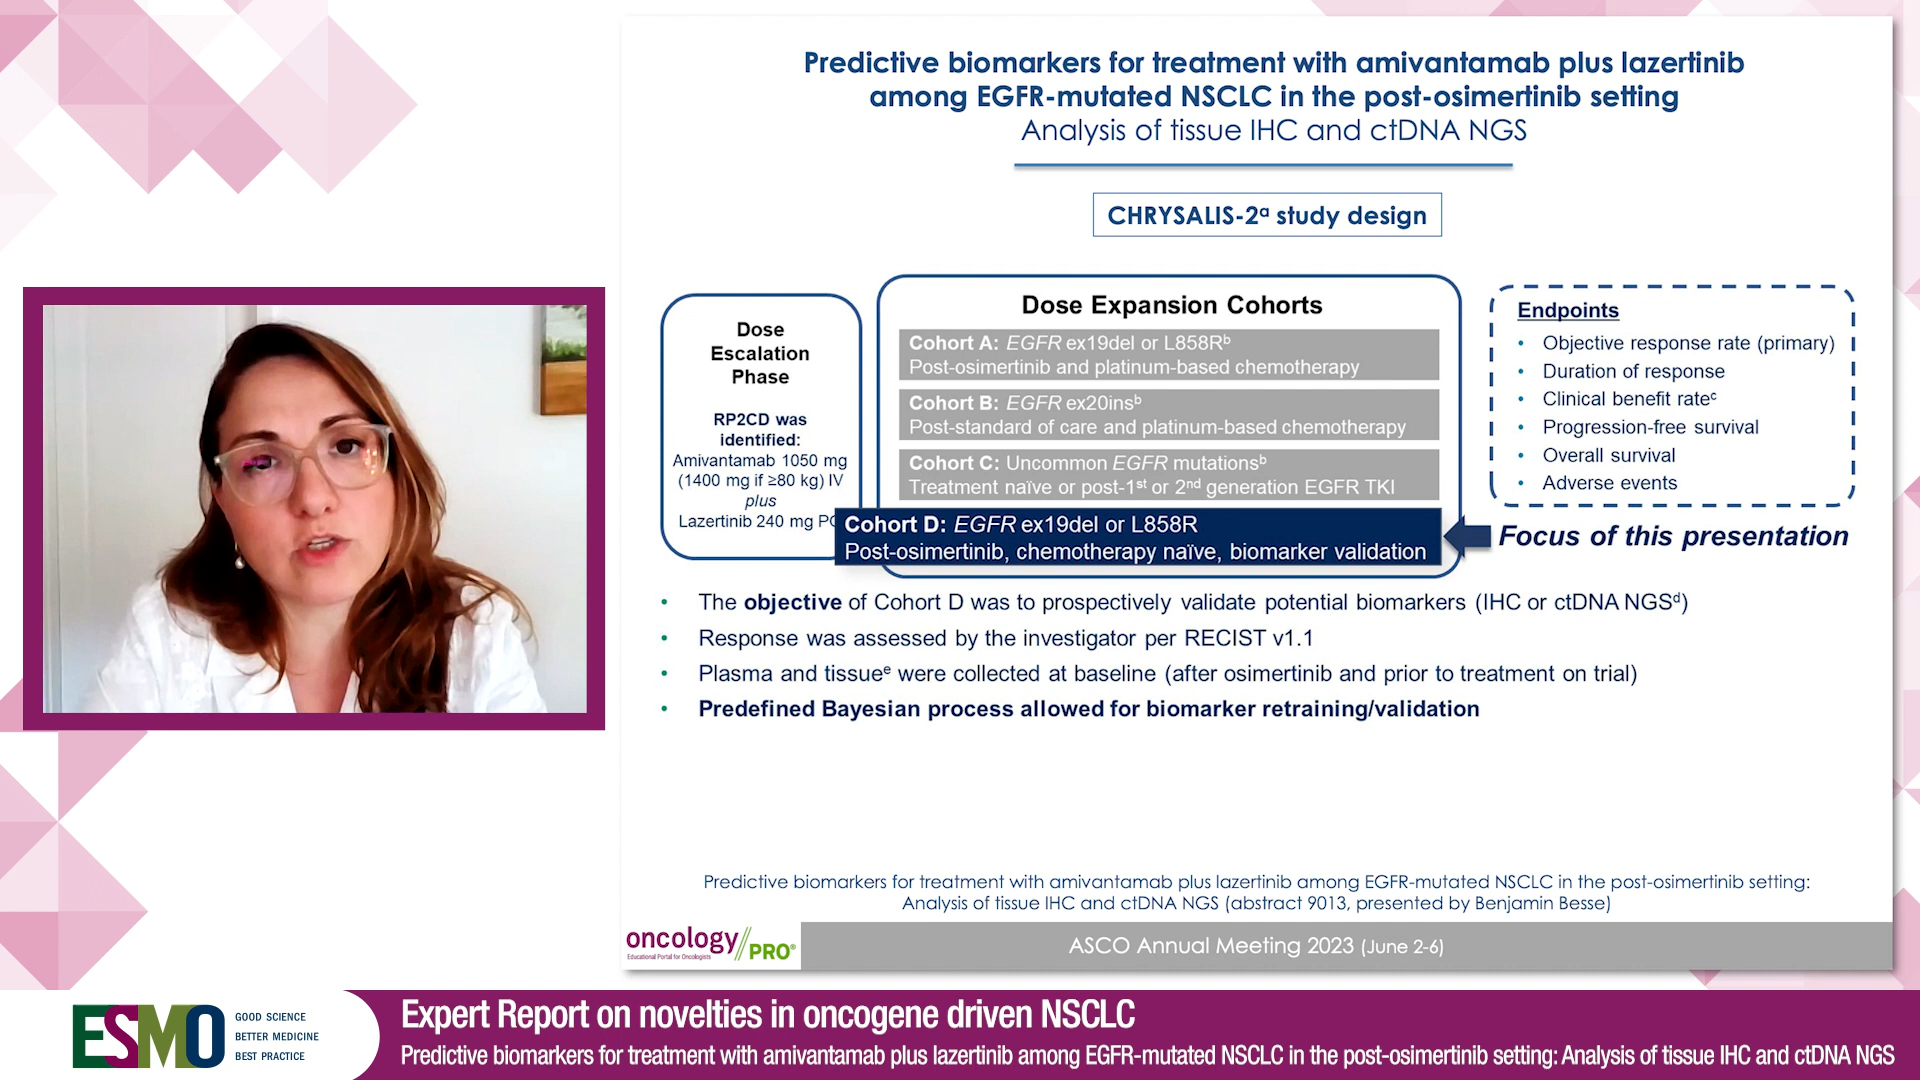 Predictive biomarkers for treatment with amivantamab plus lazertinib
among EGFR-mutated NSCLC in the post-osimertinib setting
Analysis of tissue IHC and ctDNA NGS
CHRYSALIS-2ᵃ study design
Dose
Escalation
Phase
RP2CD was
identified:
Amivantamab 1050 mg
(1400 mg if ≥80 kg) IV
plus
Lazertinib 240 mg PO
Dose Expansion Cohorts
Cohort A: EGFR ex19del or L858Rᵇ
Post-osimertinib and platinum-based chemotherapy
Cohort B: EGFR ex20insᵇ
Post-standard of care and platinum-based chemotherapy
Cohort C: Uncommon EGFR mutationsᵇ
Treatment naïve or post-1ˢᵗ or 2ⁿᵈ generation EGFR TKI
Cohort D: EGFR ex19del or L858R
Post-osimertinib, chemotherapy naïve, biomarker validation
Endpoints
• Objective response rate (primary)
• Duration of response
• Clinical benefit rateᶜ
• Progression-free survival
• Overall survival
• Adverse events
Focus of this presentation
• The objective of Cohort D was to prospectively validate potential biomarkers (IHC or ctDNA NGSᵈ)
• Response was assessed by the investigator per RECIST v1.1
• Plasma and tissueᵉ were collected at baseline (after osimertinib and prior to treatment on trial)
• Predefined Bayesian process allowed for biomarker retraining/validation
Predictive biomarkers for treatment with amivantamab plus lazertinib among EGFR-mutated NSCLC in the post-osimertinib setting:
Analysis of tissue IHC and ctDNA NGS (abstract 9013, presented by Benjamin Besse)
oncology//PRO®
Educational Portal for Oncologists
ASCO Annual Meeting 2023 (June 2-6)
ESMO
GOOD SCIENCE
BETTER MEDICINE
BEST PRACTICE
Expert Report on novelties in oncogene driven NSCLC
Predictive biomarkers for treatment with amivantamab plus lazertinib among EGFR-mutated NSCLC in the post-osimertinib setting: Analysis of tissue IHC and ctDNA NGS